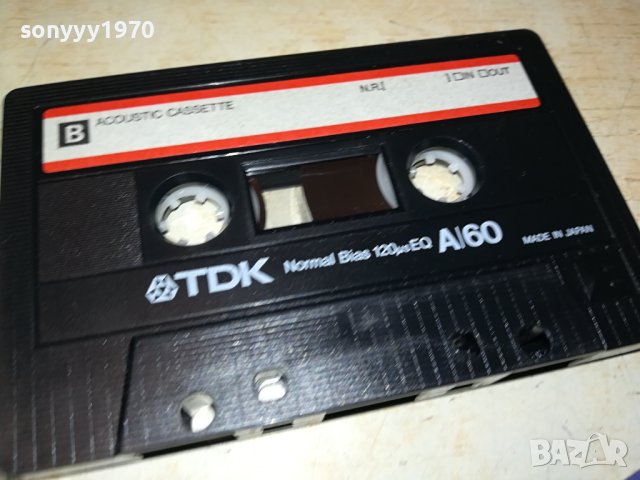 sonyyy1970
B ACOUSTIC CASSETTE N.R. IN OUT
TDK Normal Bias 120µs EQ A/60 MADE IN JAPAN
BAZAR